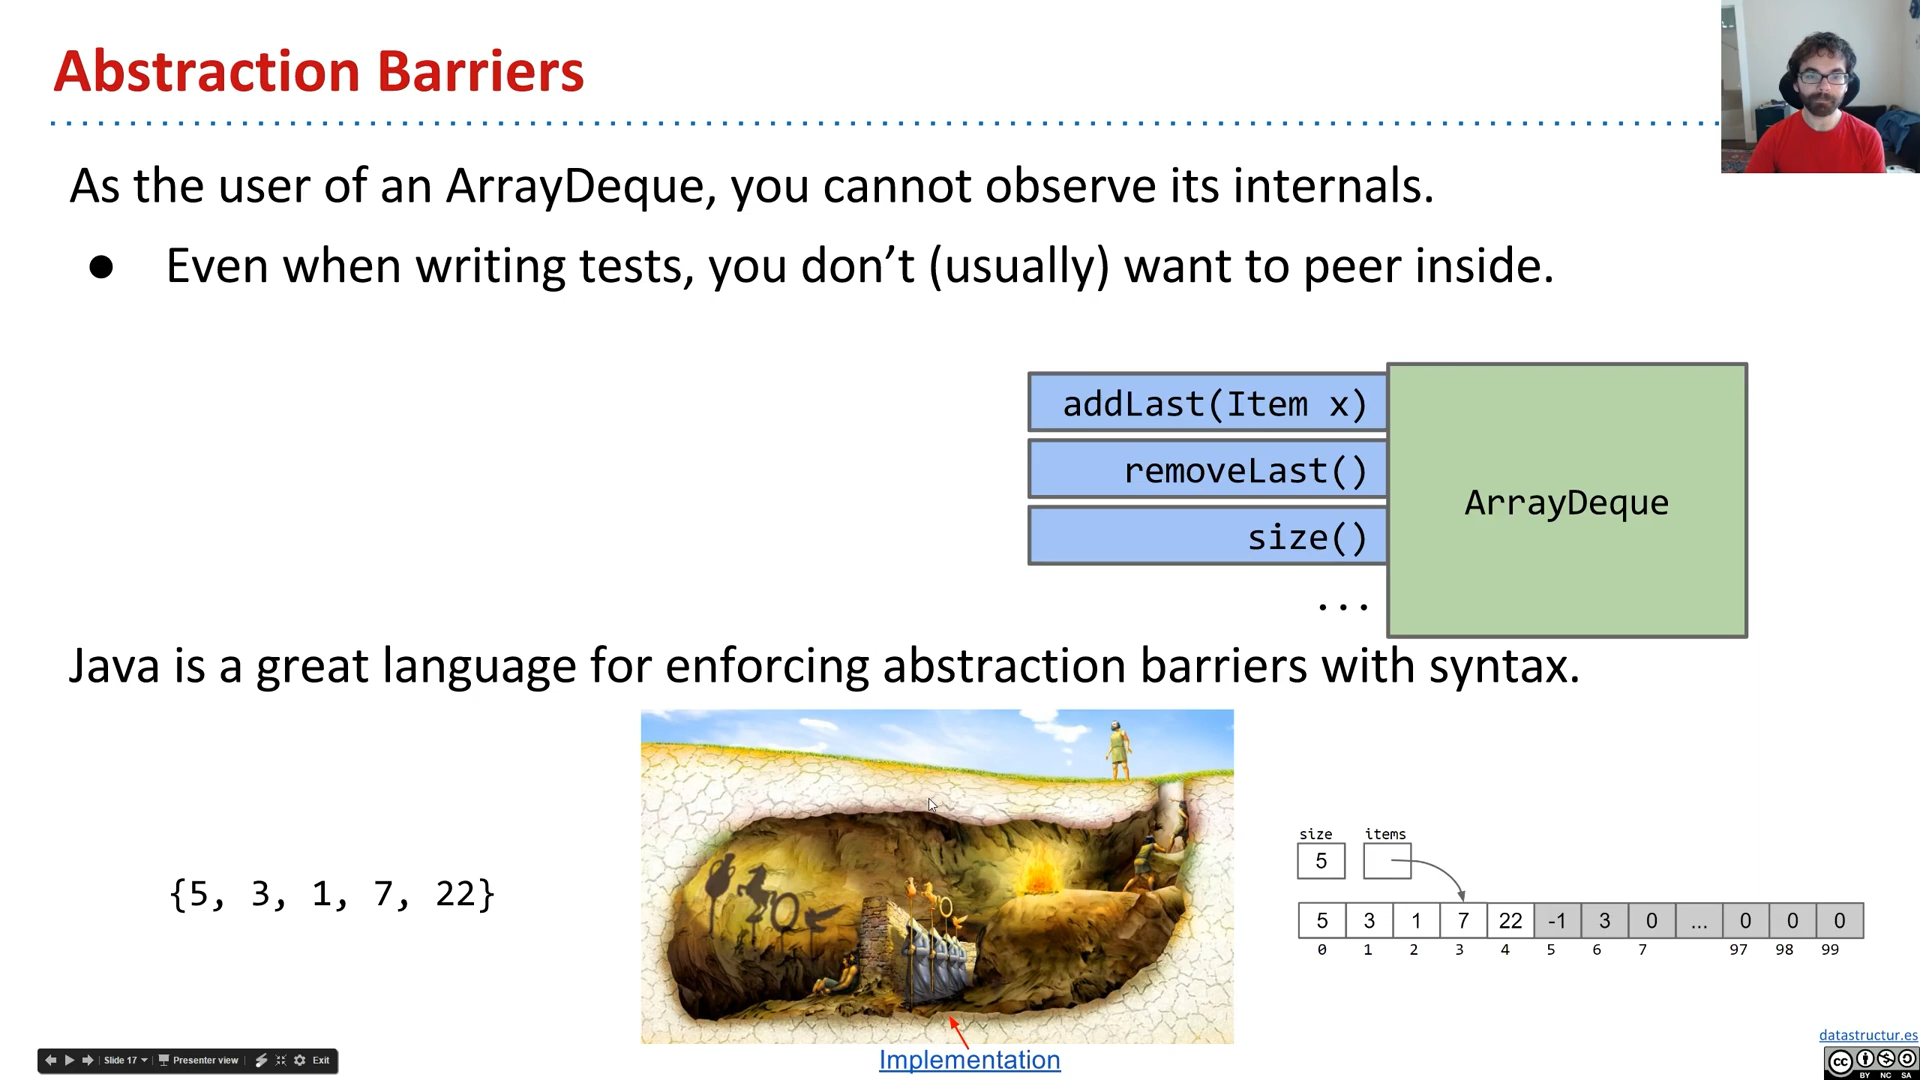 Abstraction Barriers
As the user of an ArrayDeque, you cannot observe its internals.
● Even when writing tests, you don’t (usually) want to peer inside.
addLast(Item x)
removeLast()
size()
...
ArrayDeque
Java is a great language for enforcing abstraction barriers with syntax.
{5, 3, 1, 7, 22}
Implementation
size items
5
5 3 1 7 22 -1 3 0 ... 0 0 0
0 1 2 3 4 5 6 7 97 98 99
datastructur.es
cc
BY NC SA
Slide 17 Presenter view Exit